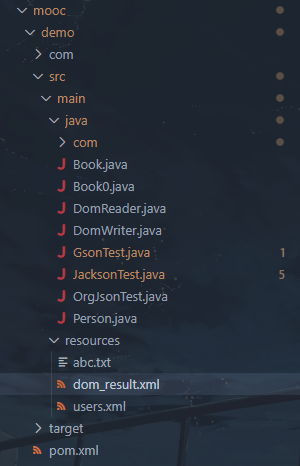 mooc
demo
com
src
main
java
com
Book.java
Book0.java
DomReader.java
DomWriter.java
GsonTest.java 1
JacksonTest.java 5
OrgJsonTest.java
Person.java
resources
abc.txt
dom_result.xml
users.xml
target
pom.xml